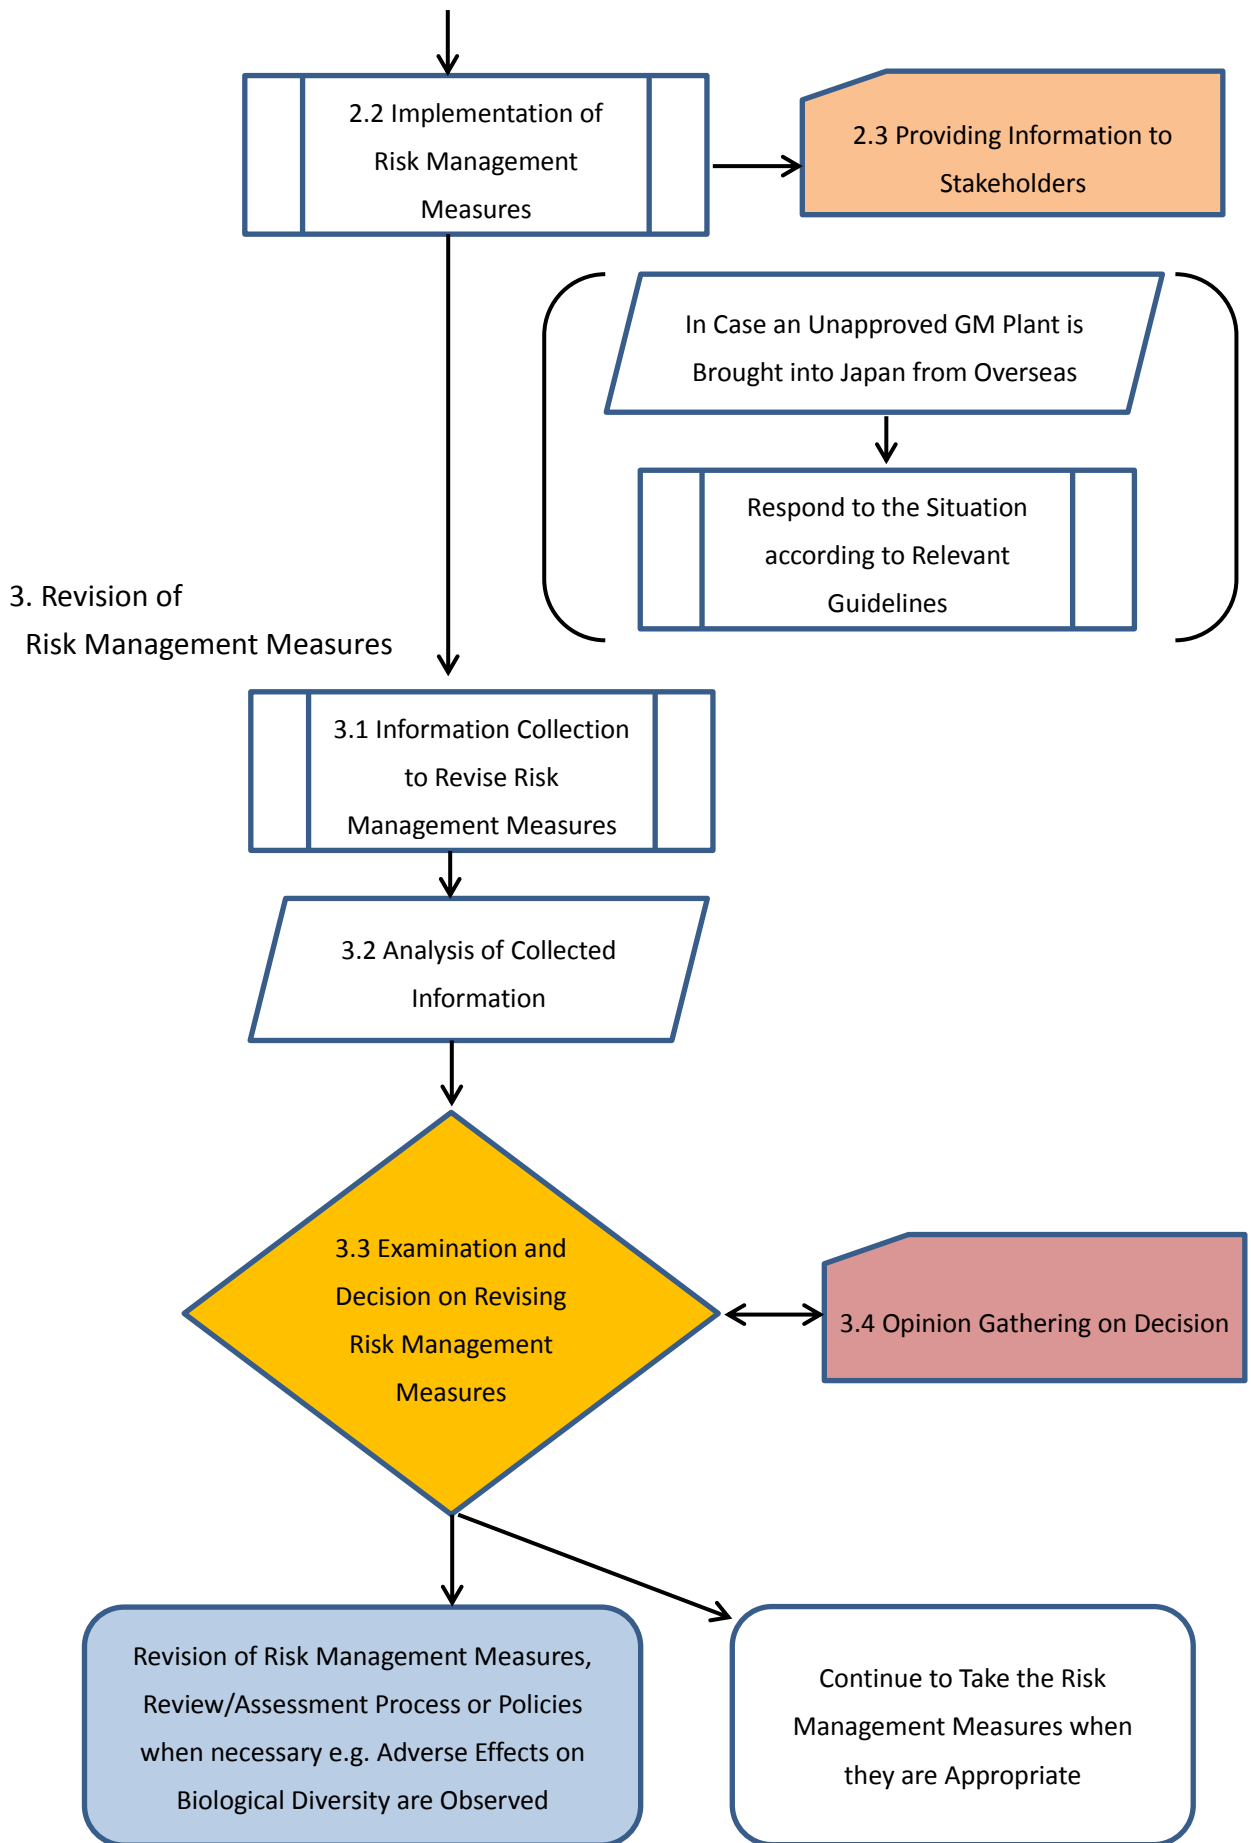 2.2 Implementation of
Risk Management
Measures
2.3 Providing Information to
Stakeholders
In Case an Unapproved GM Plant is
Brought into Japan from Overseas
Respond to the Situation
according to Relevant
Guidelines
3. Revision of
Risk Management Measures
3.1 Information Collection
to Revise Risk
Management Measures
3.2 Analysis of Collected
Information
3.3 Examination and
Decision on Revising
Risk Management
Measures
3.4 Opinion Gathering on Decision
Revision of Risk Management Measures,
Review/Assessment Process or Policies
when necessary e.g. Adverse Effects on
Biological Diversity are Observed
Continue to Take the Risk
Management Measures when
they are Appropriate